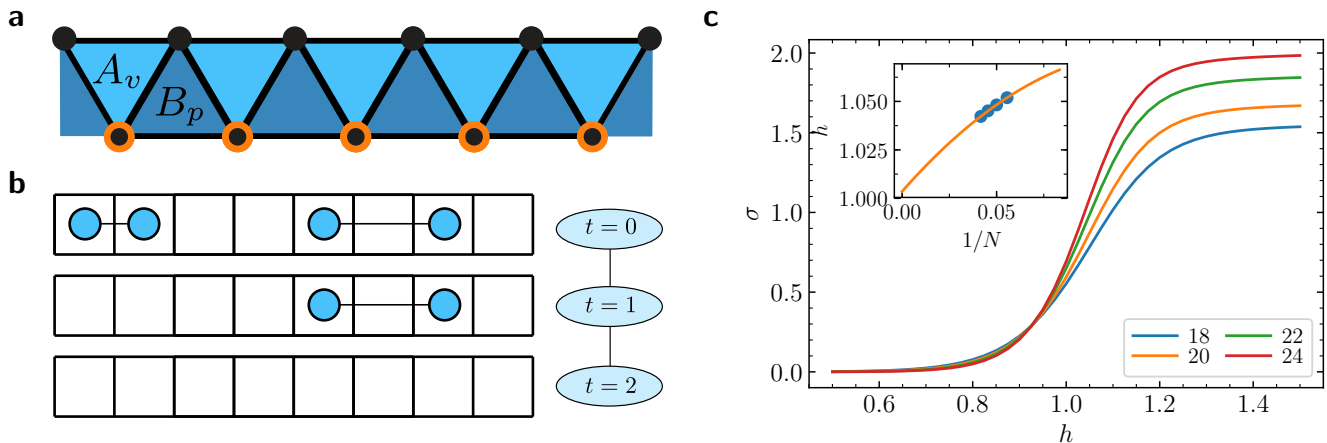 a
A_v
B_p
b
t = 0
t = 1
t = 2
c
2.0
1.5
1.0
0.5
0.0
σ
0.6 0.8 1.0 1.2 1.4
h
1.050
1.025
1.000
h
0.00 0.05
1/N
18 22
20 24